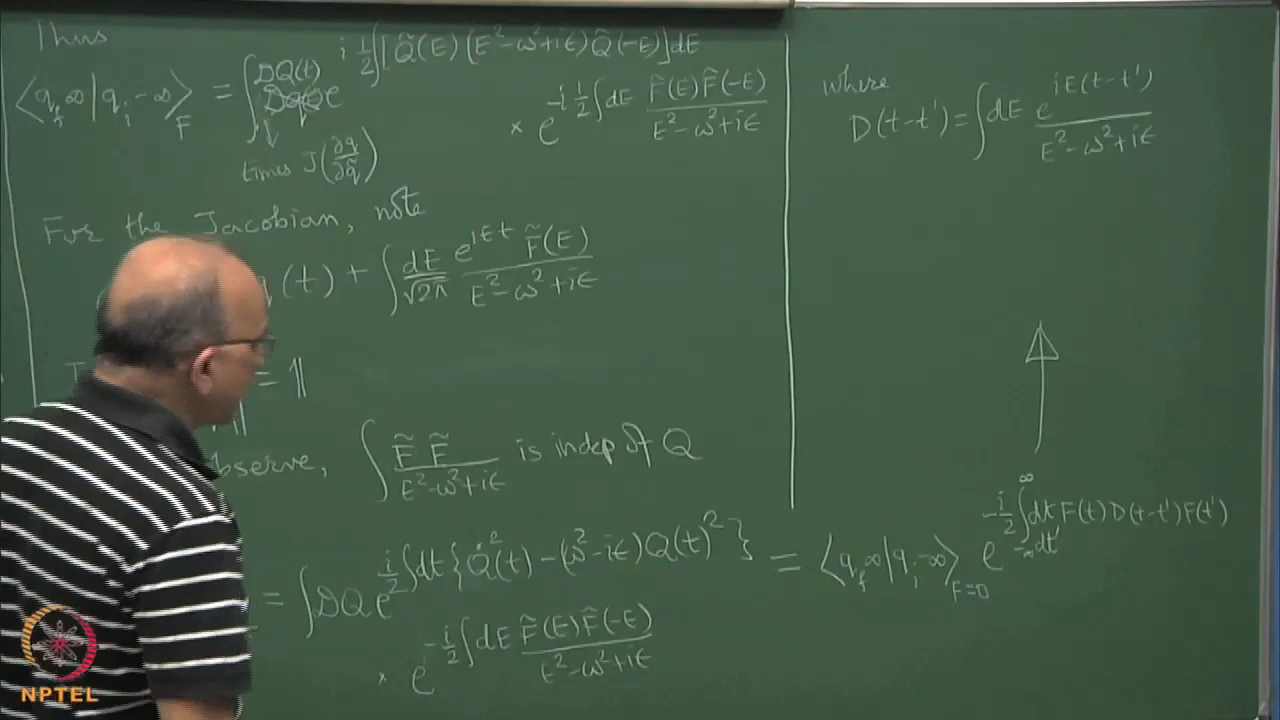 Thus
⟨q_f ∞|q_i -∞⟩_F = ∫ DQ(t) e^{i ½∫[Q̃(E)(E²-ω²+iε)Q̃(-E)]dE}
× e^{-i ½∫dE F̃(E)F̃(-E)/(E²-ω²+iε)}
times J(∂q/∂q̃)
For the Jacobian, note
(t) + ∫ dE/√2π e^{iEt} F̃(E)/(E²-ω²+iε)
= 𝟙
observe, ∫ F̃ F̃/(E²-ω²+iε) is indep of Q
= ∫DQ e^{i/2 ∫dt{Q̇²(t) - (ω²-iε)Q(t)²}}
× e^{-i/2 ∫dE F̃(E)F̃(-E)/(E²-ω²+iε)}
= ⟨q_f ∞|q_i -∞⟩_{F=0} e^{-i/2 ∫_{-∞}^{∞} dt dt' F(t)D(t-t')F(t')}
where
D(t-t') = ∫dE e^{iE(t-t')}/(E²-ω²+iε)
NPTEL